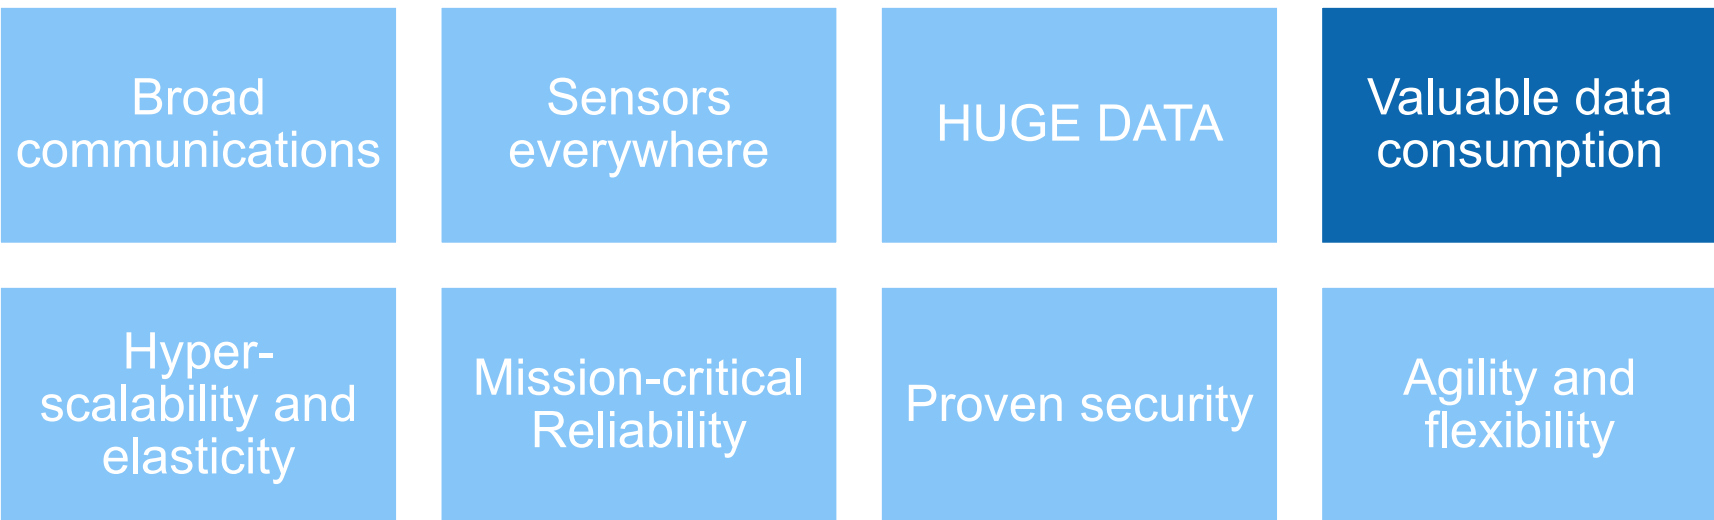 Broad
communications
Sensors
everywhere
HUGE DATA
Valuable data
consumption
Hyper-
scalability and
elasticity
Mission-critical
Reliability
Proven security
Agility and
flexibility